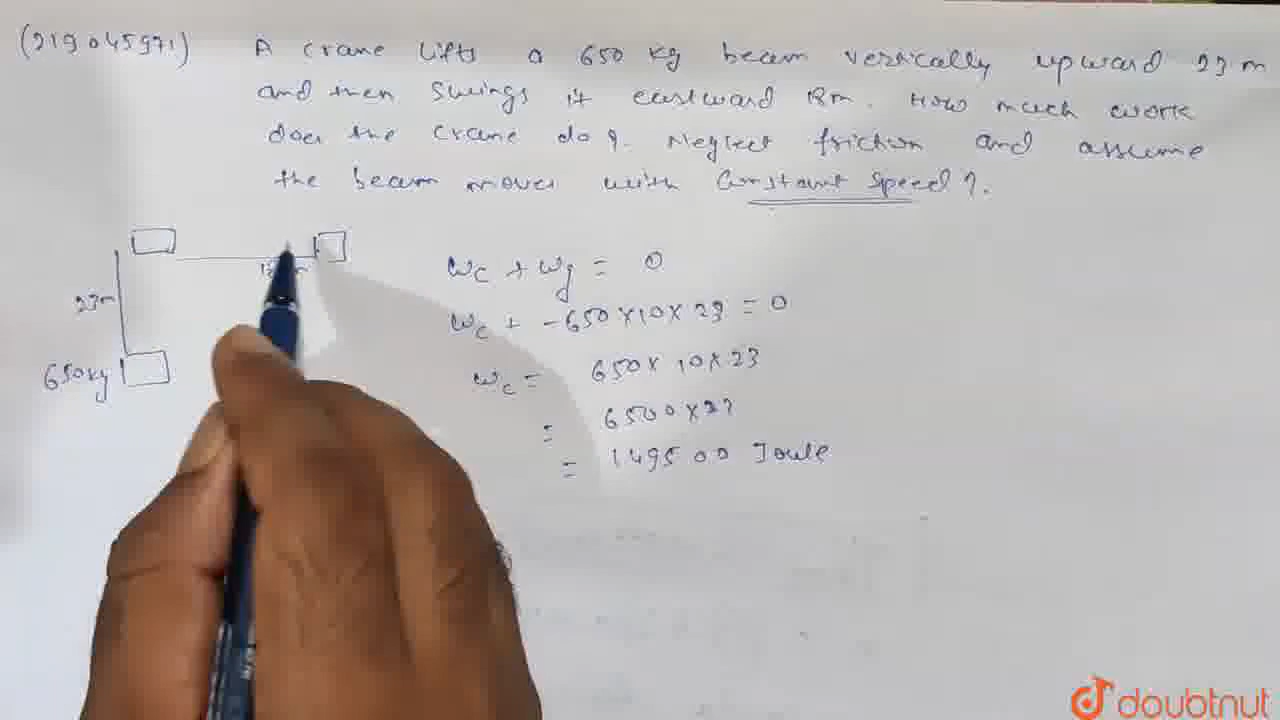 (219045971) A crane lifts a 650 kg beam vertically upward 23 m
and then swings it eastward 18m. How much work
does the crane do?. Neglect friction and assume
the beam moves with constant speed?.
23m
650kg
Wc + Wg = 0
Wc + -650×10×23 = 0
Wc = 650× 10×23
= 6500×23
= 149500 Joule
doubtnut